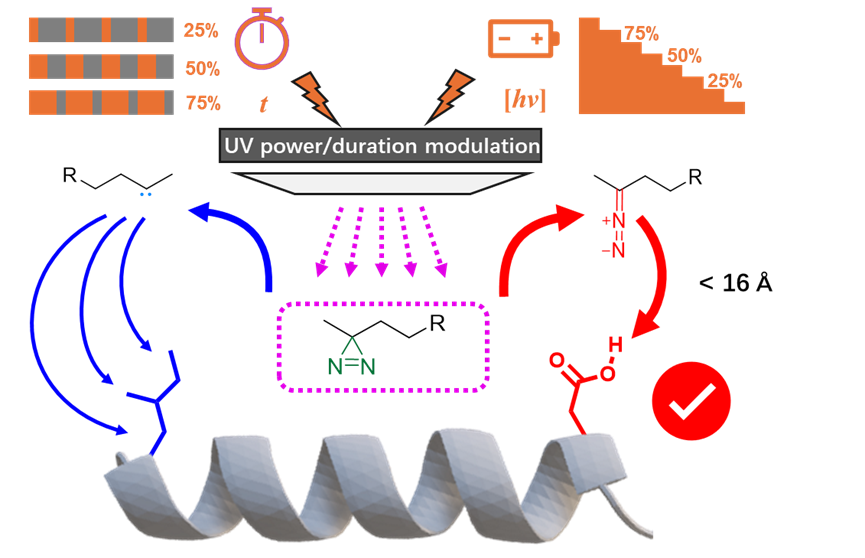 25%
50%
75%
t
[hν]
75%
50%
25%
UV power/duration modulation
R
••
R
+N
−N
< 16 Å
R
N=N
H
O
O